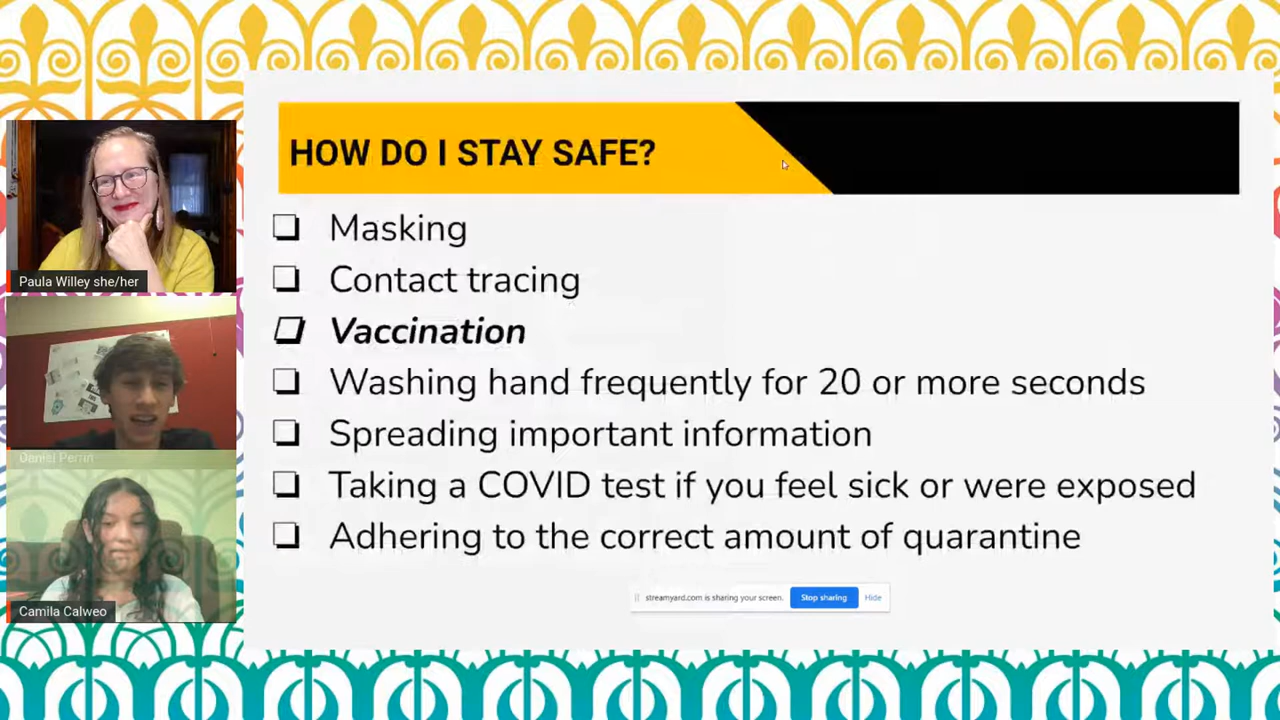 HOW DO I STAY SAFE?
Masking
Contact tracing
Vaccination
Washing hand frequently for 20 or more seconds
Spreading important information
Taking a COVID test if you feel sick or were exposed
Adhering to the correct amount of quarantine
streamyard.com is sharing your screen. Stop sharing Hide
Paula Willey she/her
Daniel Perrin
Camila Calweo